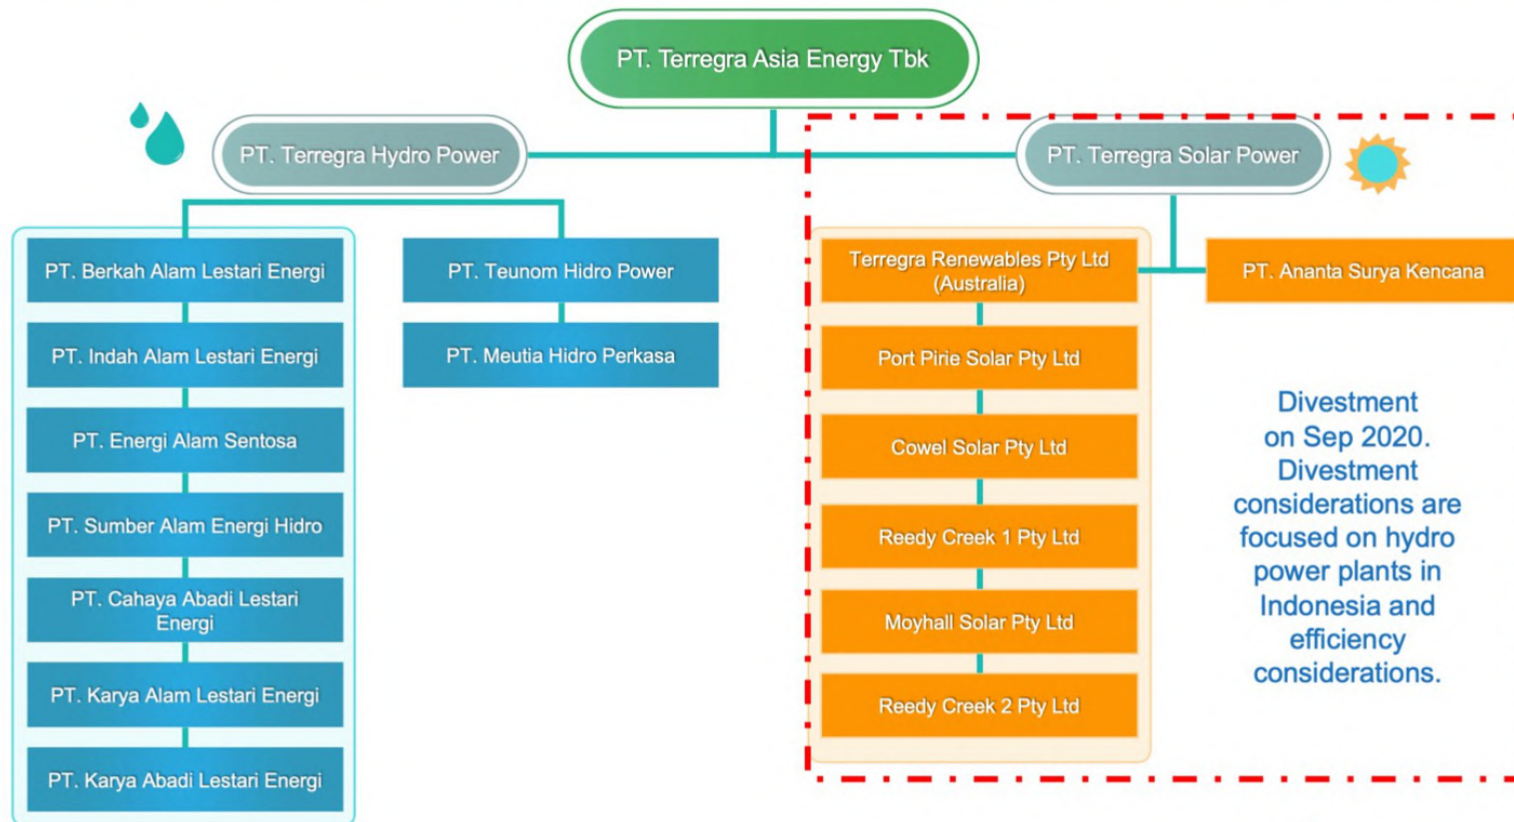 PT. Terregra Asia Energy Tbk
PT. Terregra Hydro Power
PT. Terregra Solar Power
PT. Berkah Alam Lestari Energi
PT. Indah Alam Lestari Energi
PT. Energi Alam Sentosa
PT. Sumber Alam Energi Hidro
PT. Cahaya Abadi Lestari
Energi
PT. Karya Alam Lestari Energi
PT. Karya Abadi Lestari Energi
PT. Teunom Hidro Power
PT. Meutia Hidro Perkasa
Terregra Renewables Pty Ltd
(Australia)
Port Pirie Solar Pty Ltd
Cowel Solar Pty Ltd
Reedy Creek 1 Pty Ltd
Moyhall Solar Pty Ltd
Reedy Creek 2 Pty Ltd
PT. Ananta Surya Kencana
Divestment
on Sep 2020.
Divestment
considerations are
focused on hydro
power plants in
Indonesia and
efficiency
considerations.